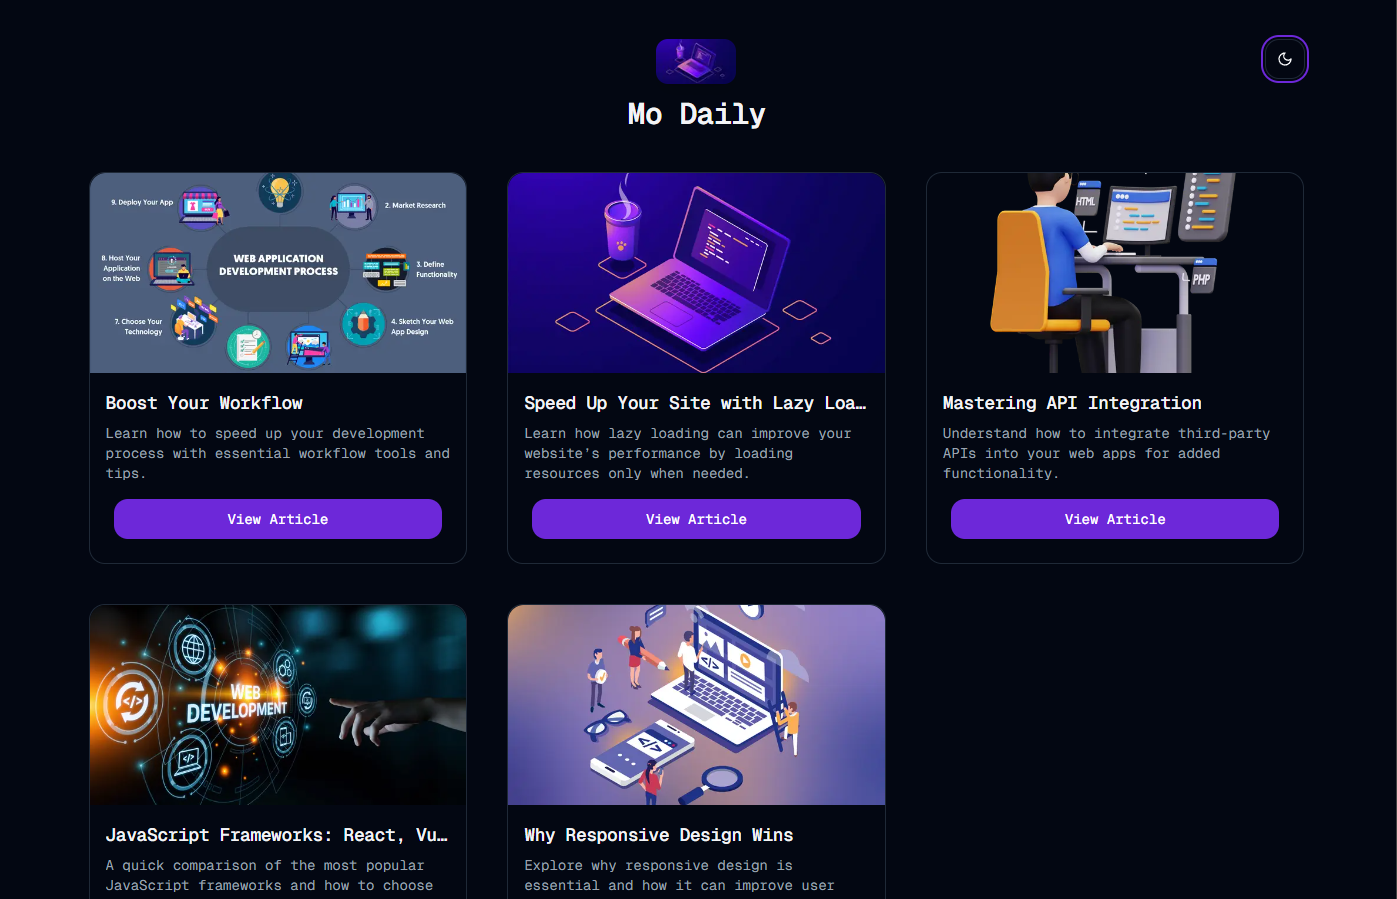 Mo Daily
9. Deploy Your App
2. Market Research
WEB APPLICATION
DEVELOPMENT PROCESS
8. Host Your
Application
on the Web
3. Define
Functionality
7. Choose Your
Technology
4. Sketch Your Web
App Design
HTML
PHP
Boost Your Workflow
Learn how to speed up your development
process with essential workflow tools and
tips.
View Article
Speed Up Your Site with Lazy Loa…
Learn how lazy loading can improve your
website's performance by loading
resources only when needed.
View Article
Mastering API Integration
Understand how to integrate third-party
APIs into your web apps for added
functionality.
View Article
</>
WEB
DEVELOPMENT
</>
</>
JavaScript Frameworks: React, Vu…
A quick comparison of the most popular
JavaScript frameworks and how to choose
Why Responsive Design Wins
Explore why responsive design is
essential and how it can improve user